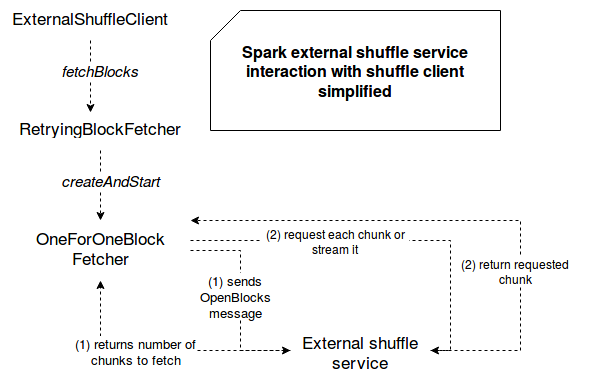 ExternalShuffleClient
Spark external shuffle service
interaction with shuffle client
simplified
fetchBlocks
RetryingBlockFetcher
createAndStart
OneForOneBlock
Fetcher
(2) request each chunk or
stream it
(2) return requested
chunk
(1) sends
OpenBlocks
message
(1) returns number of
chunks to fetch
External shuffle
service